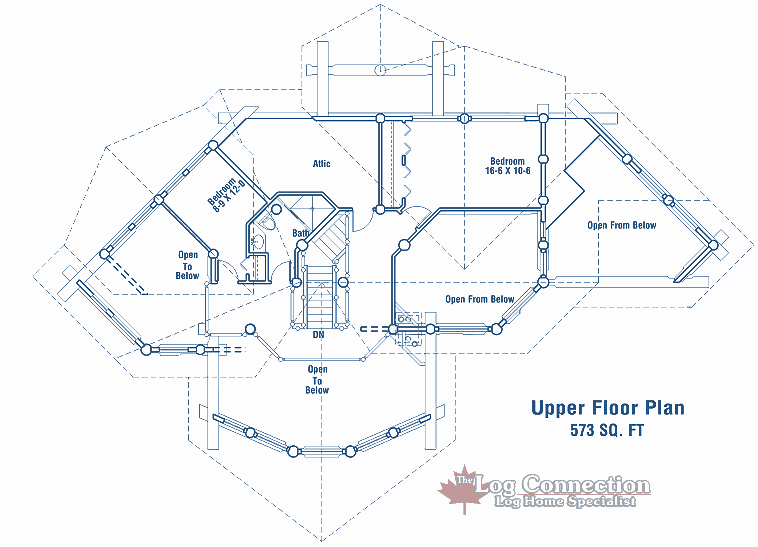 Attic
Bedroom
16-6 X 10-6
Bedroom
8-9 X 12-0
Bath
Open From Below
Open
To
Below
Open From Below
DN
Open
To
Below
Upper Floor Plan
573 SQ. FT
The Log Connection
Log Home Specialist